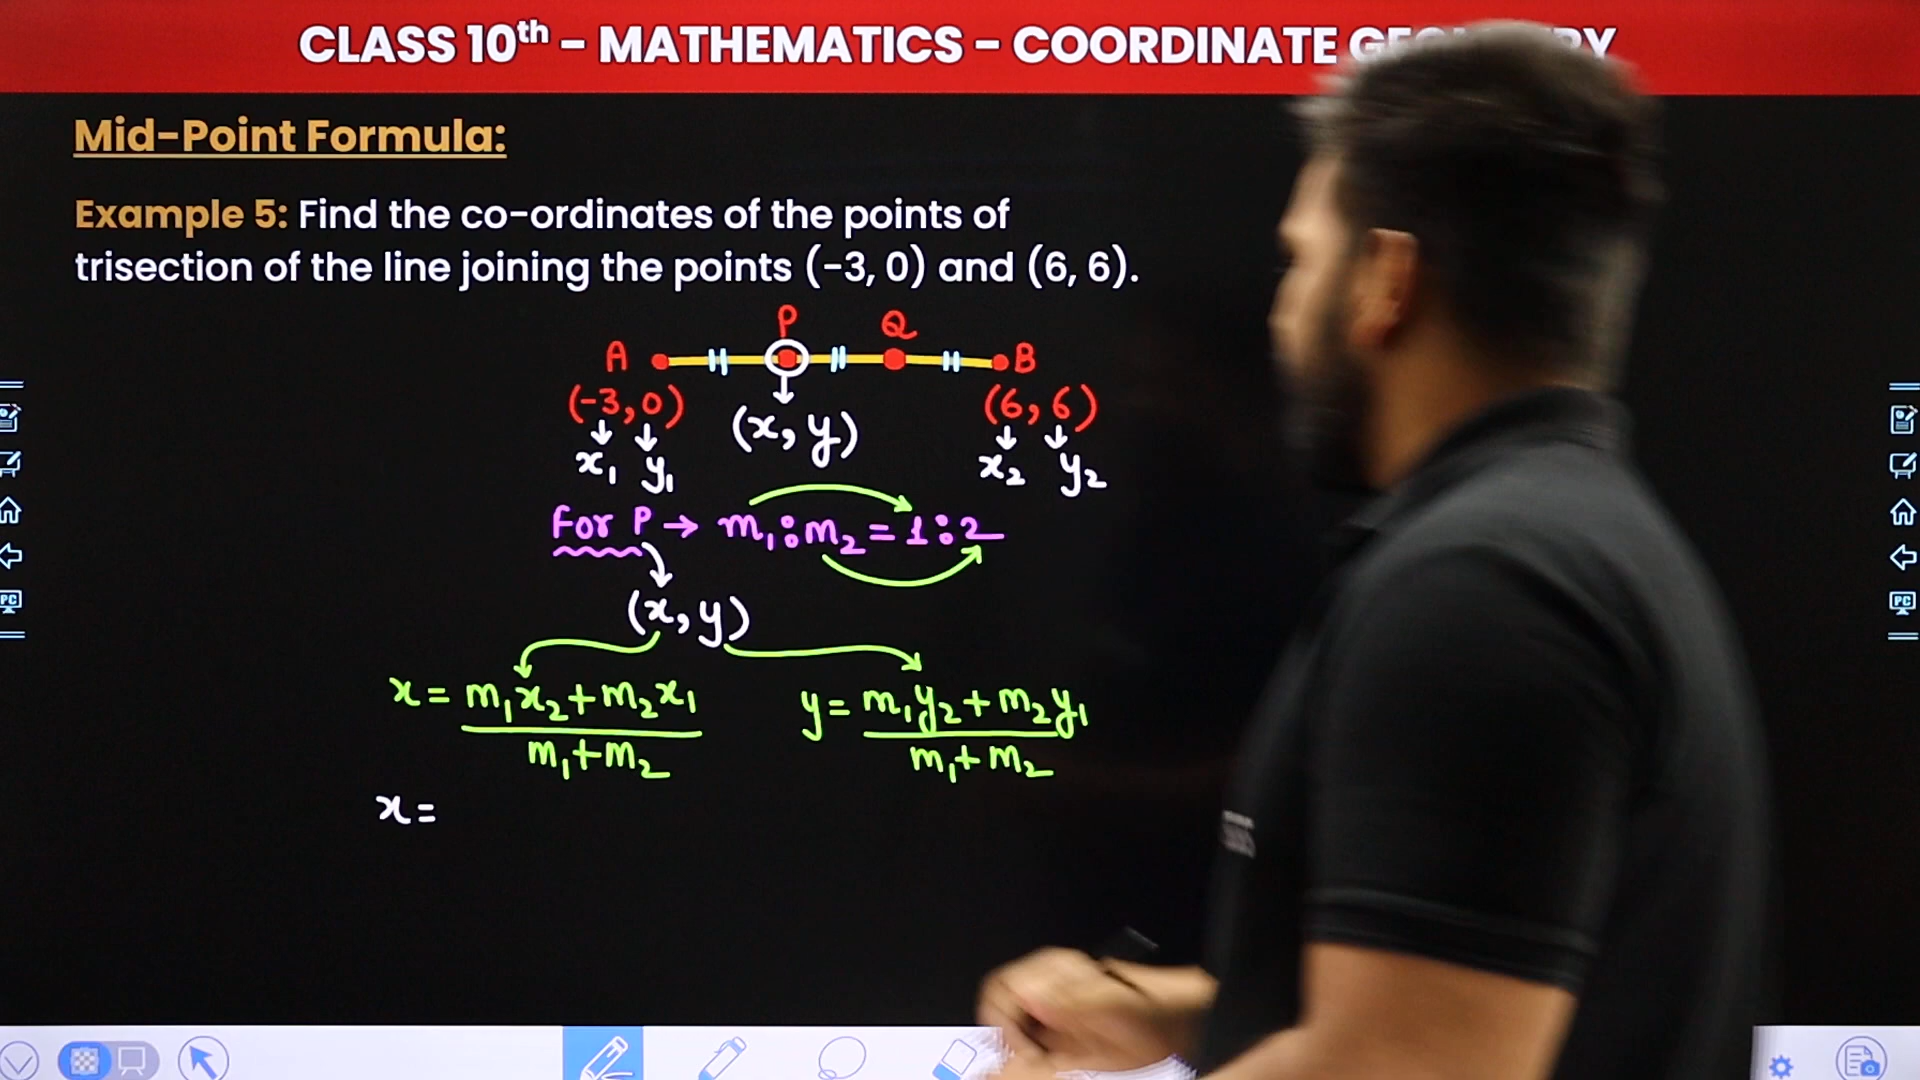 CLASS 10th - MATHEMATICS - COORDINATE
Mid-Point Formula:
Example 5: Find the co-ordinates of the points of
trisection of the line joining the points (-3, 0) and (6, 6).
P Q
A B
(-3, 0) (x, y) (6, 6)
x₁ y₁ x₂ y₂
For P → m₁:m₂ = 1:2
(x, y)
x = m₁x₂ + m₂x₁ y = m₁y₂ + m₂y₁
m₁ + m₂ m₁ + m₂
x =
PC PC